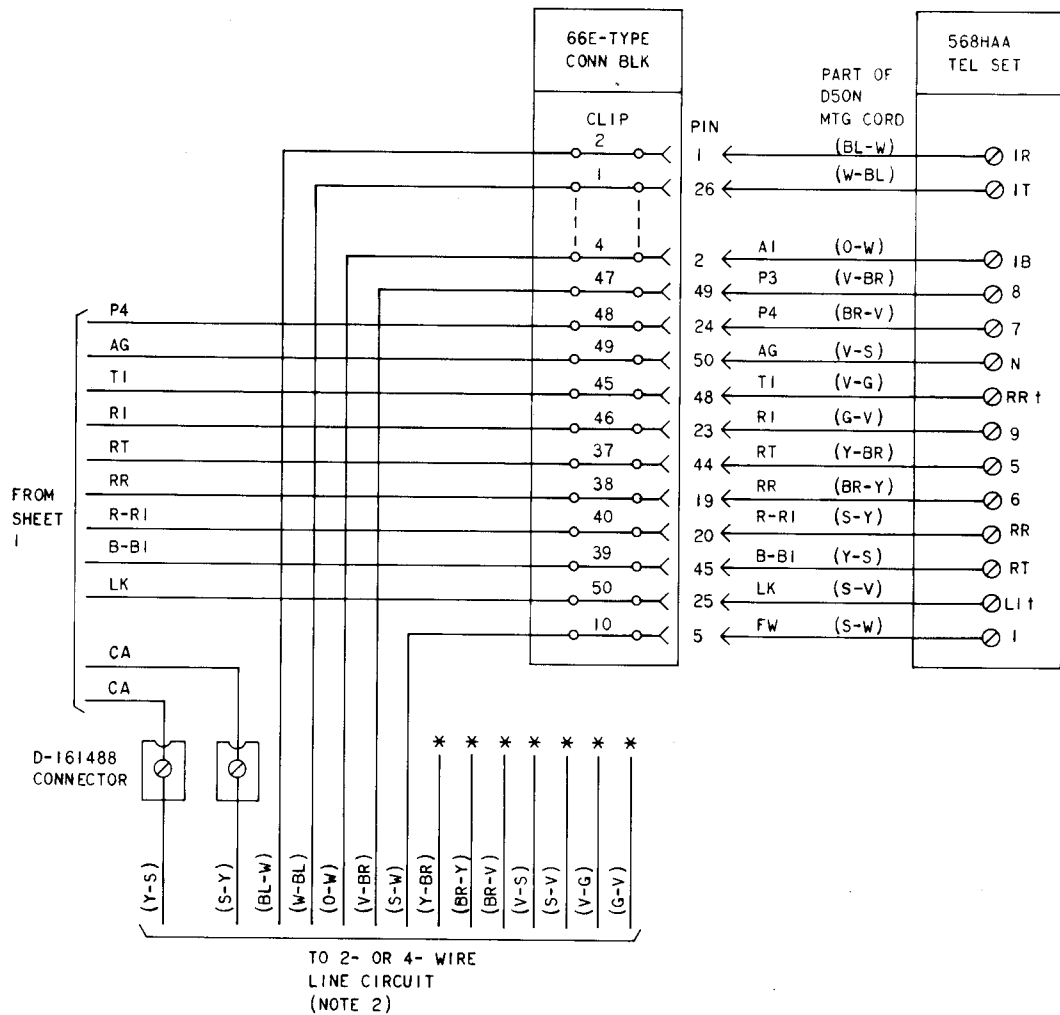 66E-TYPE
CONN BLK
568HAA
TEL SET
PART OF
D50N
MTG CORD
CLIP
PIN
2 1 (BL-W) 1R
1 26 (W-BL) 1T
4 2 A1 (O-W) 1B
47 49 P3 (V-BR) 8
P4 48 24 P4 (BR-V) 7
AG 49 50 AG (V-S) N
T1 45 48 T1 (V-G) RR†
R1 46 23 R1 (G-V) 9
RT 37 44 RT (Y-BR) 5
RR 38 19 RR (BR-Y) 6
R-R1 40 20 R-R1 (S-Y) RR
B-B1 39 45 B-B1 (Y-S) RT
LK 50 25 LK (S-V) L1†
10 5 FW (S-W) 1
FROM
SHEET
1
CA
CA
D-161488
CONNECTOR
* * * * * * *
(Y-S) (S-Y) (BL-W) (W-BL) (O-W) (V-BR) (S-W) (Y-BR) (BR-Y) (BR-V) (V-S) (S-V) (V-G) (G-V)
TO 2- OR 4- WIRE
LINE CIRCUIT
(NOTE 2)